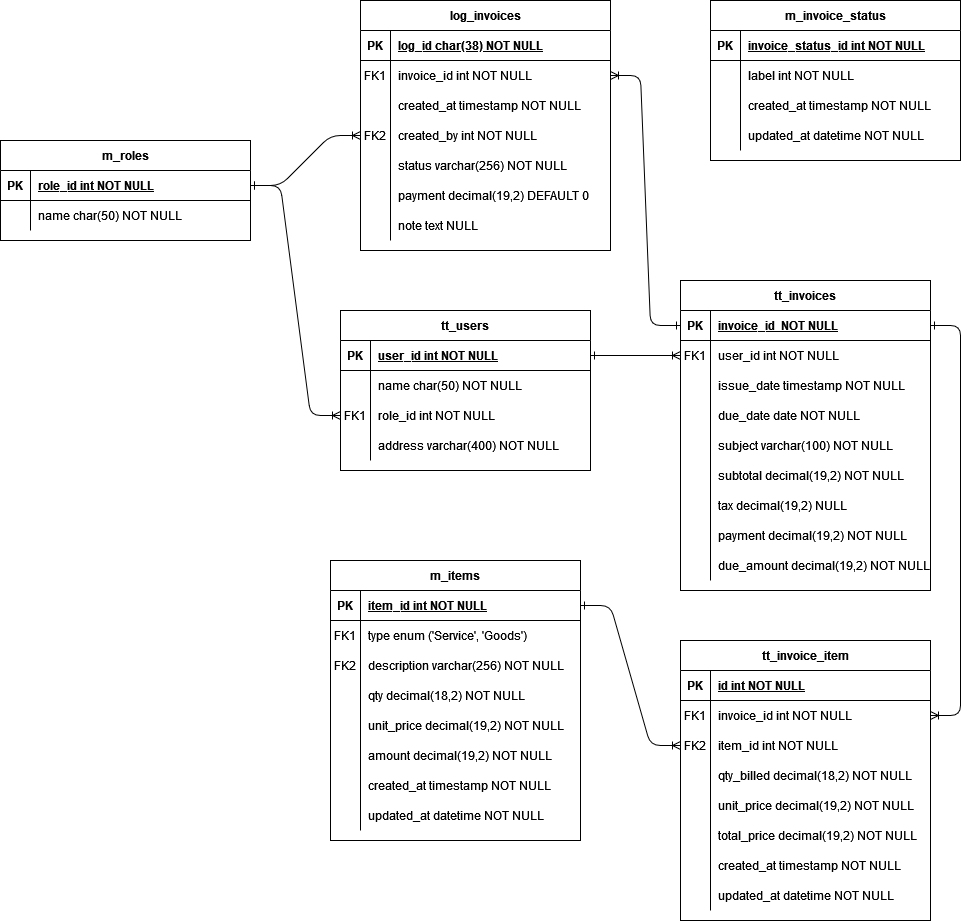 log_invoices
PK log_id char(38) NOT NULL
FK1 invoice_id int NOT NULL
created_at timestamp NOT NULL
FK2 created_by int NOT NULL
status varchar(256) NOT NULL
payment decimal(19,2) DEFAULT 0
note text NULL
m_invoice_status
PK invoice_status_id int NOT NULL
label int NOT NULL
created_at timestamp NOT NULL
updated_at datetime NOT NULL
m_roles
PK role_id int NOT NULL
name char(50) NOT NULL
tt_users
PK user_id int NOT NULL
name char(50) NOT NULL
FK1 role_id int NOT NULL
address varchar(400) NOT NULL
tt_invoices
PK invoice_id NOT NULL
FK1 user_id int NOT NULL
issue_date timestamp NOT NULL
due_date date NOT NULL
subject varchar(100) NOT NULL
subtotal decimal(19,2) NOT NULL
tax decimal(19,2) NULL
payment decimal(19,2) NOT NULL
due_amount decimal(19,2) NOT NULL
m_items
PK item_id int NOT NULL
FK1 type enum ('Service', 'Goods')
FK2 description varchar(256) NOT NULL
qty decimal(18,2) NOT NULL
unit_price decimal(19,2) NOT NULL
amount decimal(19,2) NOT NULL
created_at timestamp NOT NULL
updated_at datetime NOT NULL
tt_invoice_item
PK id int NOT NULL
FK1 invoice_id int NOT NULL
FK2 item_id int NOT NULL
qty_billed decimal(18,2) NOT NULL
unit_price decimal(19,2) NOT NULL
total_price decimal(19,2) NOT NULL
created_at timestamp NOT NULL
updated_at datetime NOT NULL